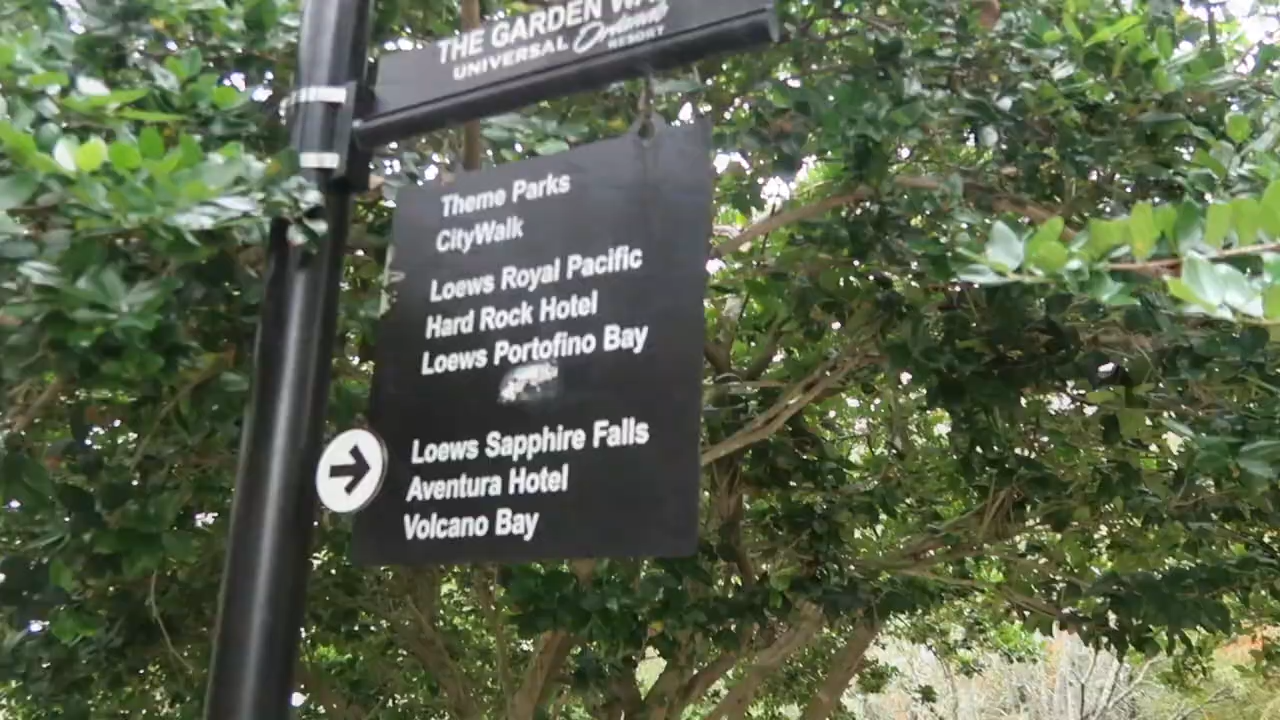 THE GARDEN
UNIVERSAL Orlando
RESORT
Theme Parks
CityWalk
Loews Royal Pacific
Hard Rock Hotel
Loews Portofino Bay
Loews Sapphire Falls
Aventura Hotel
Volcano Bay